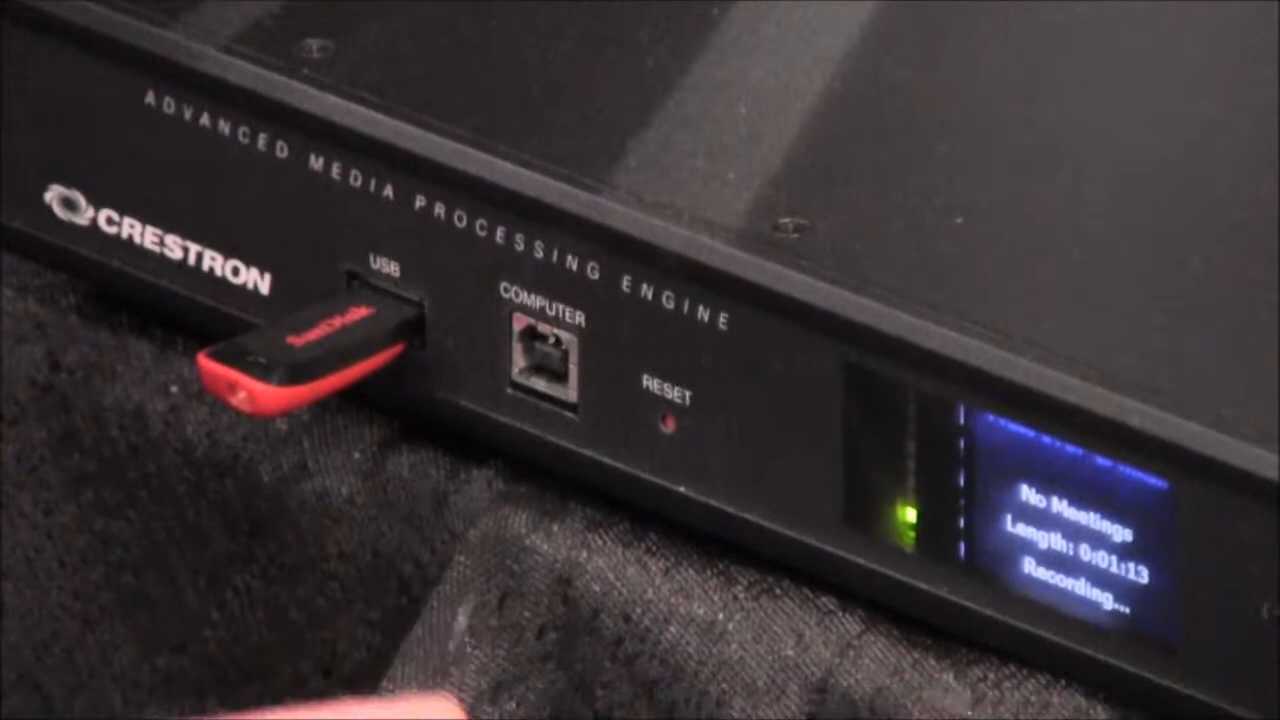 ADVANCED MEDIA PROCESSING ENGINE
CRESTRON
USB
SanDisk
COMPUTER
RESET
No Meetings
Length: 0:01:13
Recording...